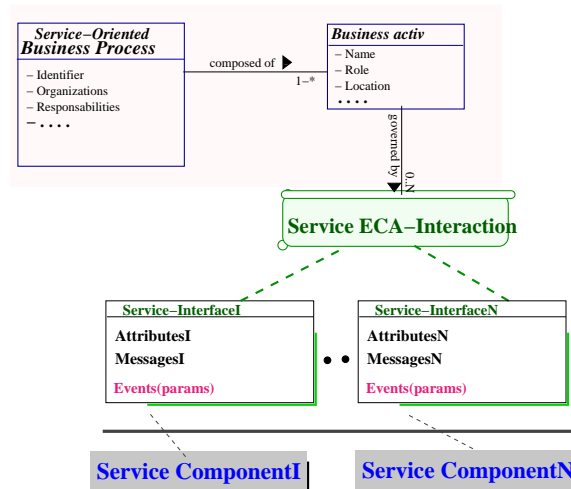 Service–Oriented
Business Process
– Identifier
– Organizations
– Responsabilities
– . . . .
composed of
1–*
Business activ
– Name
– Role
– Location
. . . .
governed by
0..N
Service ECA–Interaction
Service–InterfaceI
AttributesI
MessagesI
Events(params)
Service–InterfaceN
AttributesN
MessagesN
Events(params)
Service ComponentI
Service ComponentN